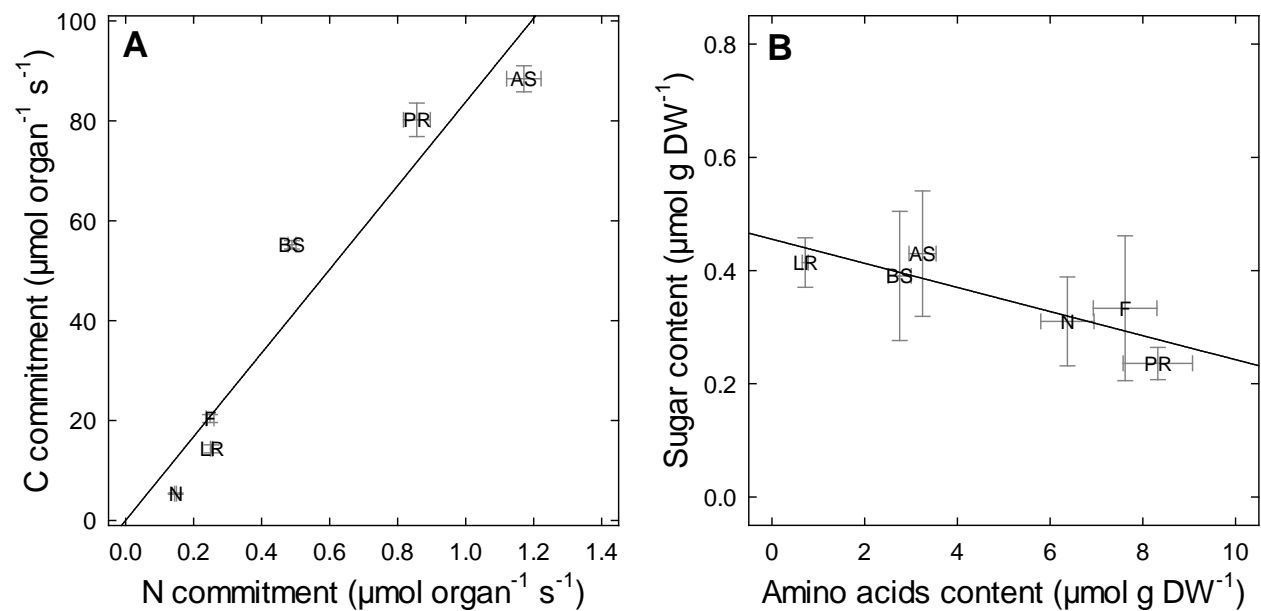 A
C commitment (µmol organ⁻¹ s⁻¹)
100
80
60
40
20
0
AS
PR
BS
F
LR
N
0.0 0.2 0.4 0.6 0.8 1.0 1.2 1.4
N commitment (µmol organ⁻¹ s⁻¹)
B
Sugar content (µmol g DW⁻¹)
0.8
0.6
0.4
0.2
0.0
LR
BS
AS
N
F
PR
0 2 4 6 8 10
Amino acids content (µmol g DW⁻¹)